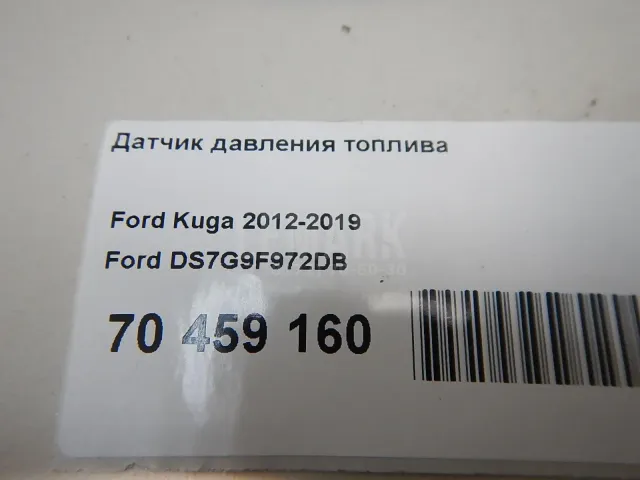 Датчик давления топлива
Ford Kuga 2012-2019
Ford DS7G9F972DB
70 459 160